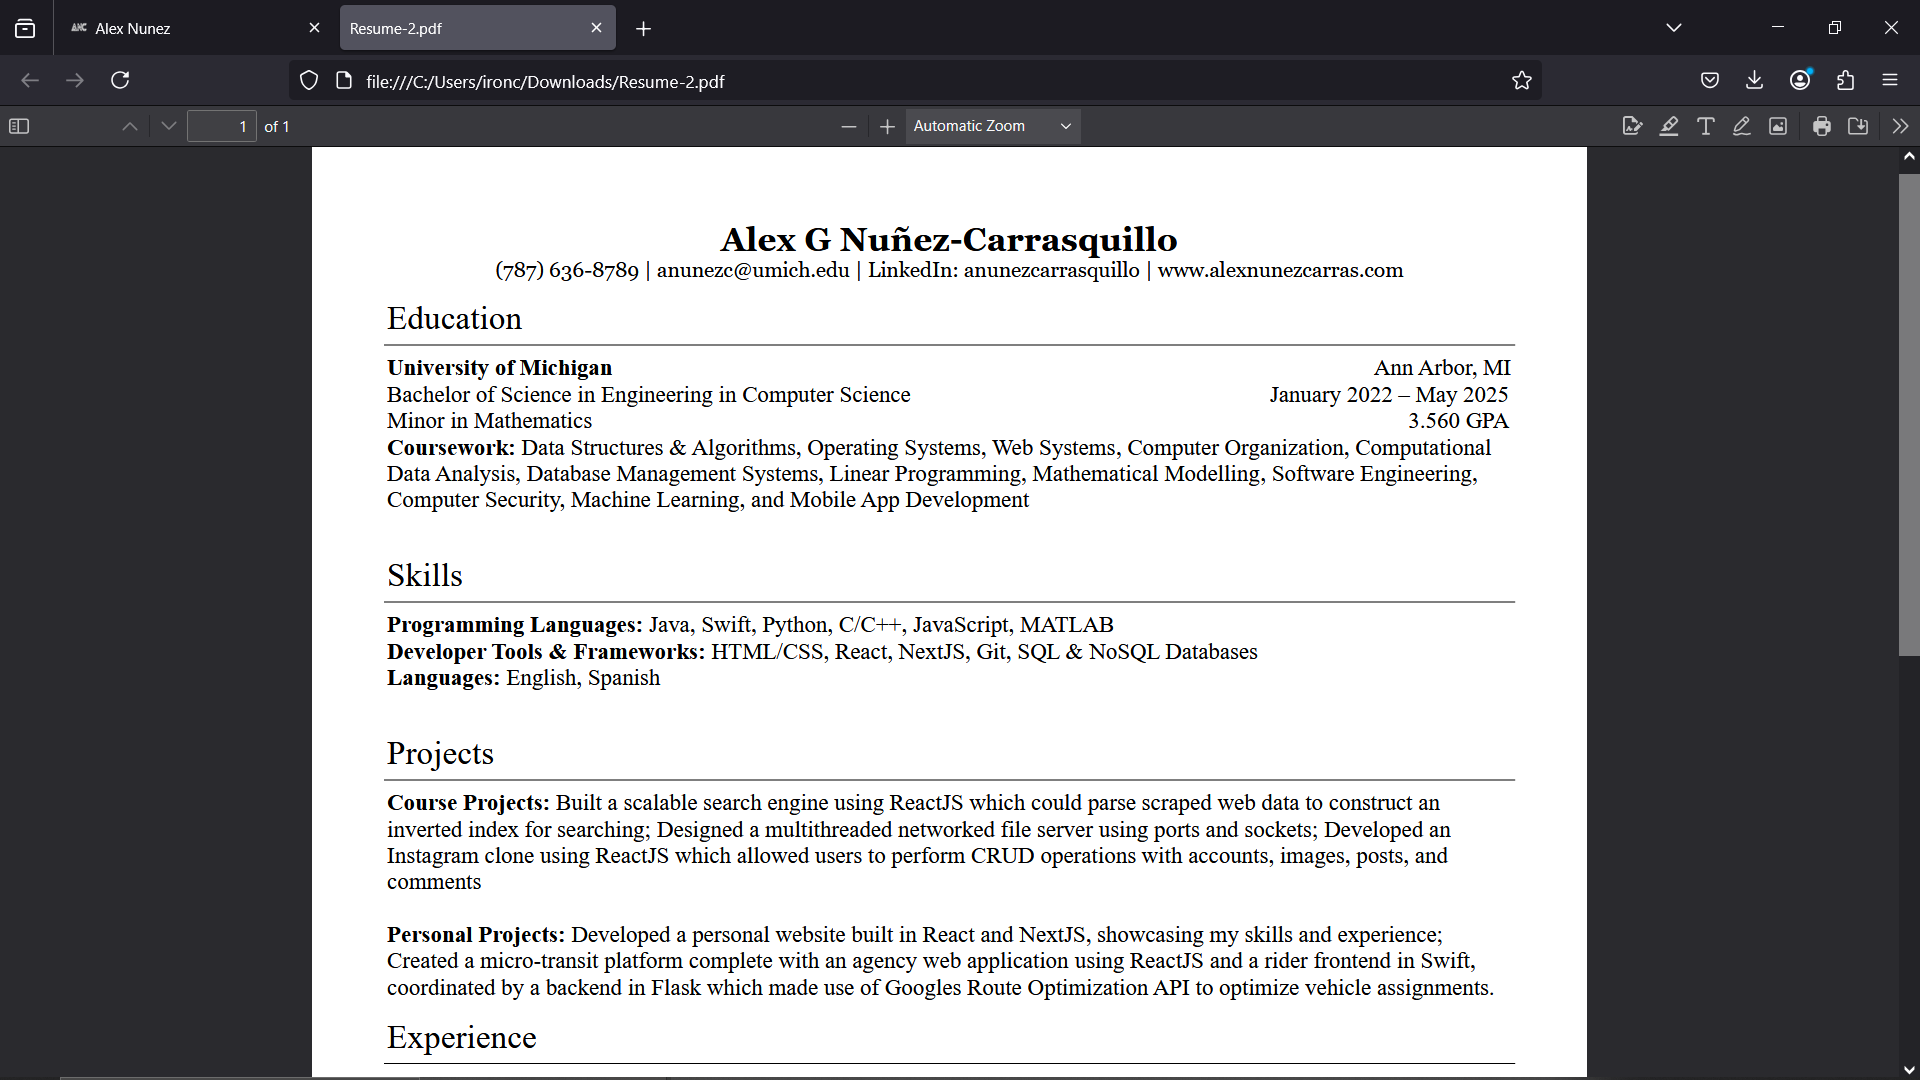 Alex Nunez
Resume-2.pdf
file:///C:/Users/ironc/Downloads/Resume-2.pdf
1 of 1
Automatic Zoom
Alex G Nuñez-Carrasquillo
(787) 636-8789 | anunezc@umich.edu | LinkedIn: anunezcarrasquillo | www.alexnunezcarras.com
Education
University of Michigan Ann Arbor, MI
Bachelor of Science in Engineering in Computer Science January 2022 – May 2025
Minor in Mathematics 3.560 GPA
Coursework: Data Structures & Algorithms, Operating Systems, Web Systems, Computer Organization, Computational
Data Analysis, Database Management Systems, Linear Programming, Mathematical Modelling, Software Engineering,
Computer Security, Machine Learning, and Mobile App Development
Skills
Programming Languages: Java, Swift, Python, C/C++, JavaScript, MATLAB
Developer Tools & Frameworks: HTML/CSS, React, NextJS, Git, SQL & NoSQL Databases
Languages: English, Spanish
Projects
Course Projects: Built a scalable search engine using ReactJS which could parse scraped web data to construct an
inverted index for searching; Designed a multithreaded networked file server using ports and sockets; Developed an
Instagram clone using ReactJS which allowed users to perform CRUD operations with accounts, images, posts, and
comments
Personal Projects: Developed a personal website built in React and NextJS, showcasing my skills and experience;
Created a micro-transit platform complete with an agency web application using ReactJS and a rider frontend in Swift,
coordinated by a backend in Flask which made use of Googles Route Optimization API to optimize vehicle assignments.
Experience